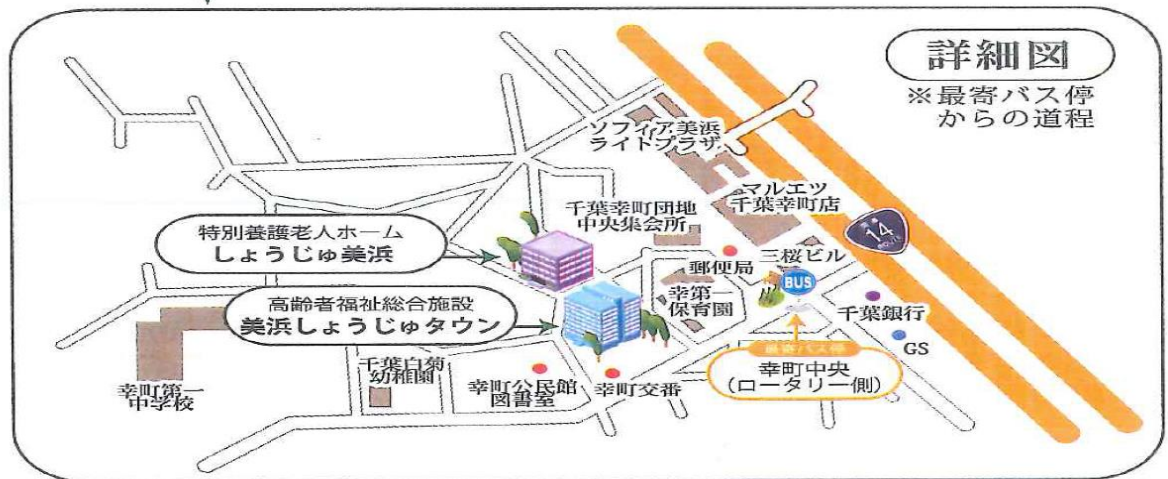 詳細図
※最寄バス停
からの道程
ソフィア美浜
ライトプラザ
マルエツ
千葉幸町店
千葉幸町団地
中央集会所
特別養護老人ホーム
しょうじゅ美浜
国道
14
ROUTE
三桜ビル
郵便局
BUS
幸第一
保育園
高齢者福祉総合施設
美浜しょうじゅタウン
千葉銀行
GS
最寄バス停
幸町中央
(ロータリー側)
千葉白菊
幼稚園
幸町第一
中学校
幸町公民館
図書室
幸町交番